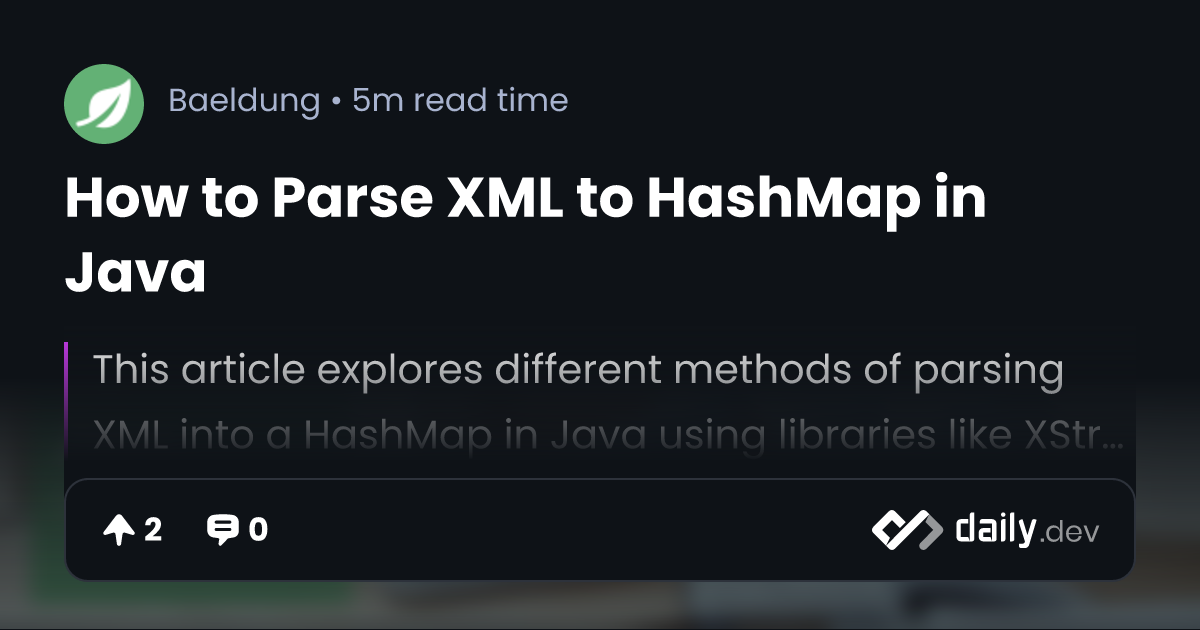 Baeldung • 5m read time
How to Parse XML to HashMap in
Java
This article explores different methods of parsing
XML into a HashMap in Java using libraries like XStr...
2 0 daily.dev